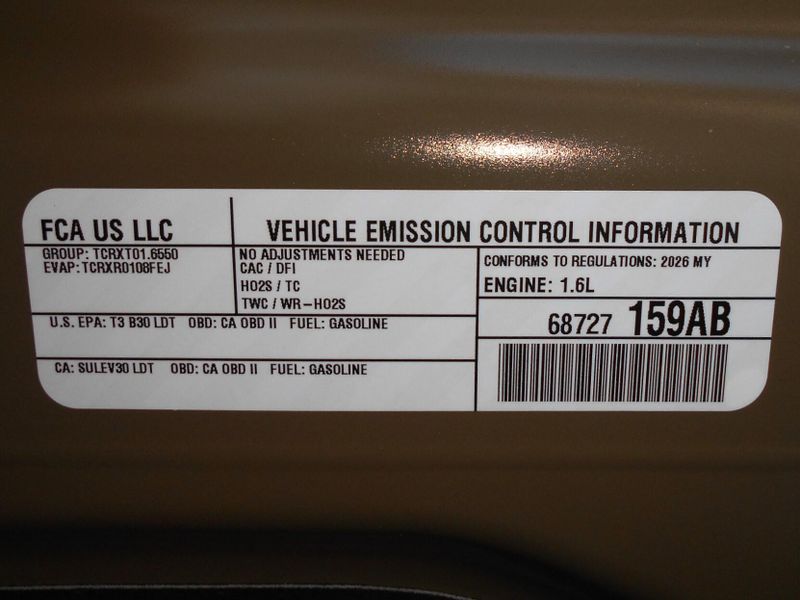 FCA US LLC
VEHICLE EMISSION CONTROL INFORMATION
GROUP: TCRXT01.6550
EVAP: TCRXR0108FEJ
NO ADJUSTMENTS NEEDED
CAC / DFI
HO2S / TC
TWC / WR-HO2S
CONFORMS TO REGULATIONS: 2026 MY
ENGINE: 1.6L
U.S. EPA: T3 B30 LDT OBD: CA OBD II FUEL: GASOLINE
68727 159AB
CA: SULEV30 LDT OBD: CA OBD II FUEL: GASOLINE